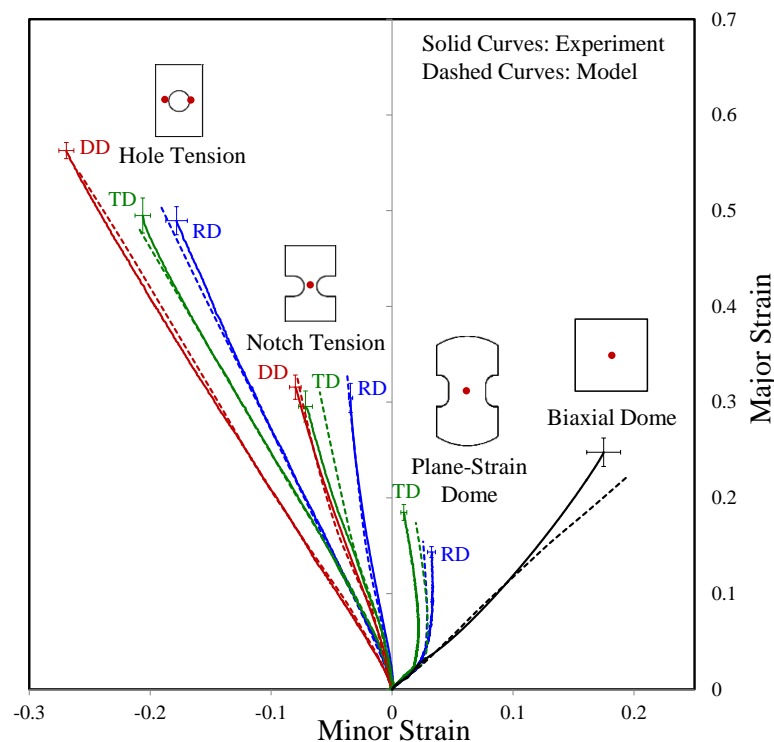 0.7
Solid Curves: Experiment
Dashed Curves: Model
0.6
DD
Hole Tension
TD
RD
0.5
0.4
Notch Tension
DD
TD
RD
0.3
Biaxial Dome
Plane-Strain
Dome
TD
0.2
RD
0.1
0
Major Strain
-0.3
-0.2
-0.1
0
0.1
0.2
Minor Strain